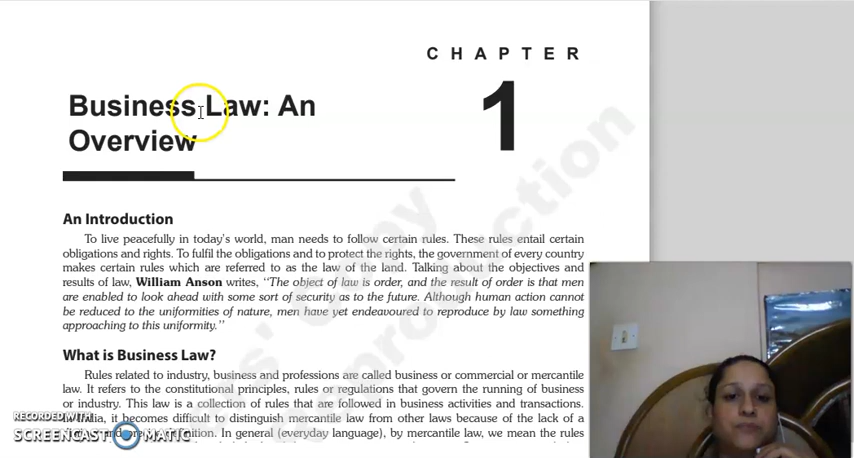 CHAPTER
1
Business Law: An
Overview
An Introduction
To live peacefully in today's world, man needs to follow certain rules. These rules entail certain
obligations and rights. To fulfil the obligations and to protect the rights, the government of every country
makes certain rules which are referred to as the law of the land. Talking about the objectives and
results of law, William Anson writes, "The object of law is order, and the result of order is that men
are enabled to look ahead with some sort of security as to the future. Although human action cannot
be reduced to the uniformities of nature, men have yet endeavoured to reproduce by law something
approaching to this uniformity."
What is Business Law?
Rules related to industry, business and professions are called business or commercial or mercantile
law. It refers to the constitutional principles, rules or regulations that govern the running of business
or industry. This law is a collection of rules that are followed in business activities and transactions.
it becomes difficult to distinguish mercantile law from other laws because of the lack of a
In general (everyday language), by mercantile law, we mean the rules
RECORDED WITH
SCREENCAST MATIC
Copy